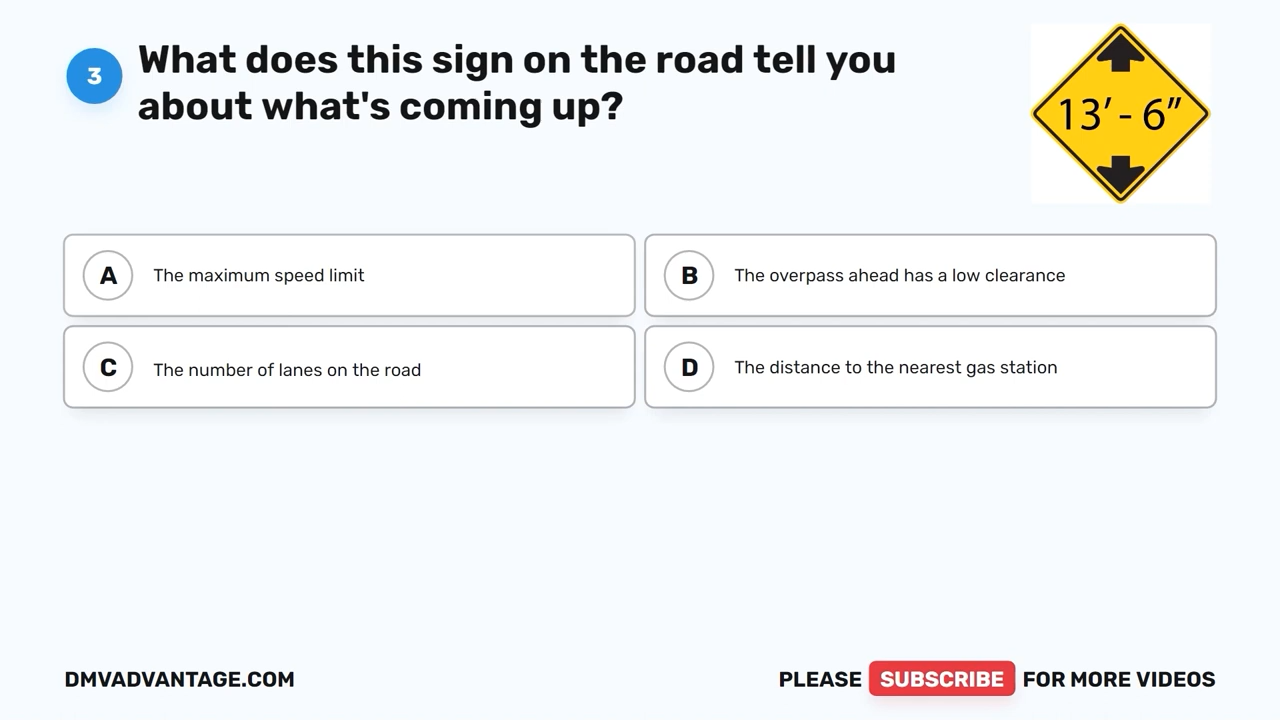 3
What does this sign on the road tell you
about what's coming up?
13’ - 6”
A
The maximum speed limit
B
The overpass ahead has a low clearance
C
The number of lanes on the road
D
The distance to the nearest gas station
DMVADVANTAGE.COM
PLEASE SUBSCRIBE FOR MORE VIDEOS